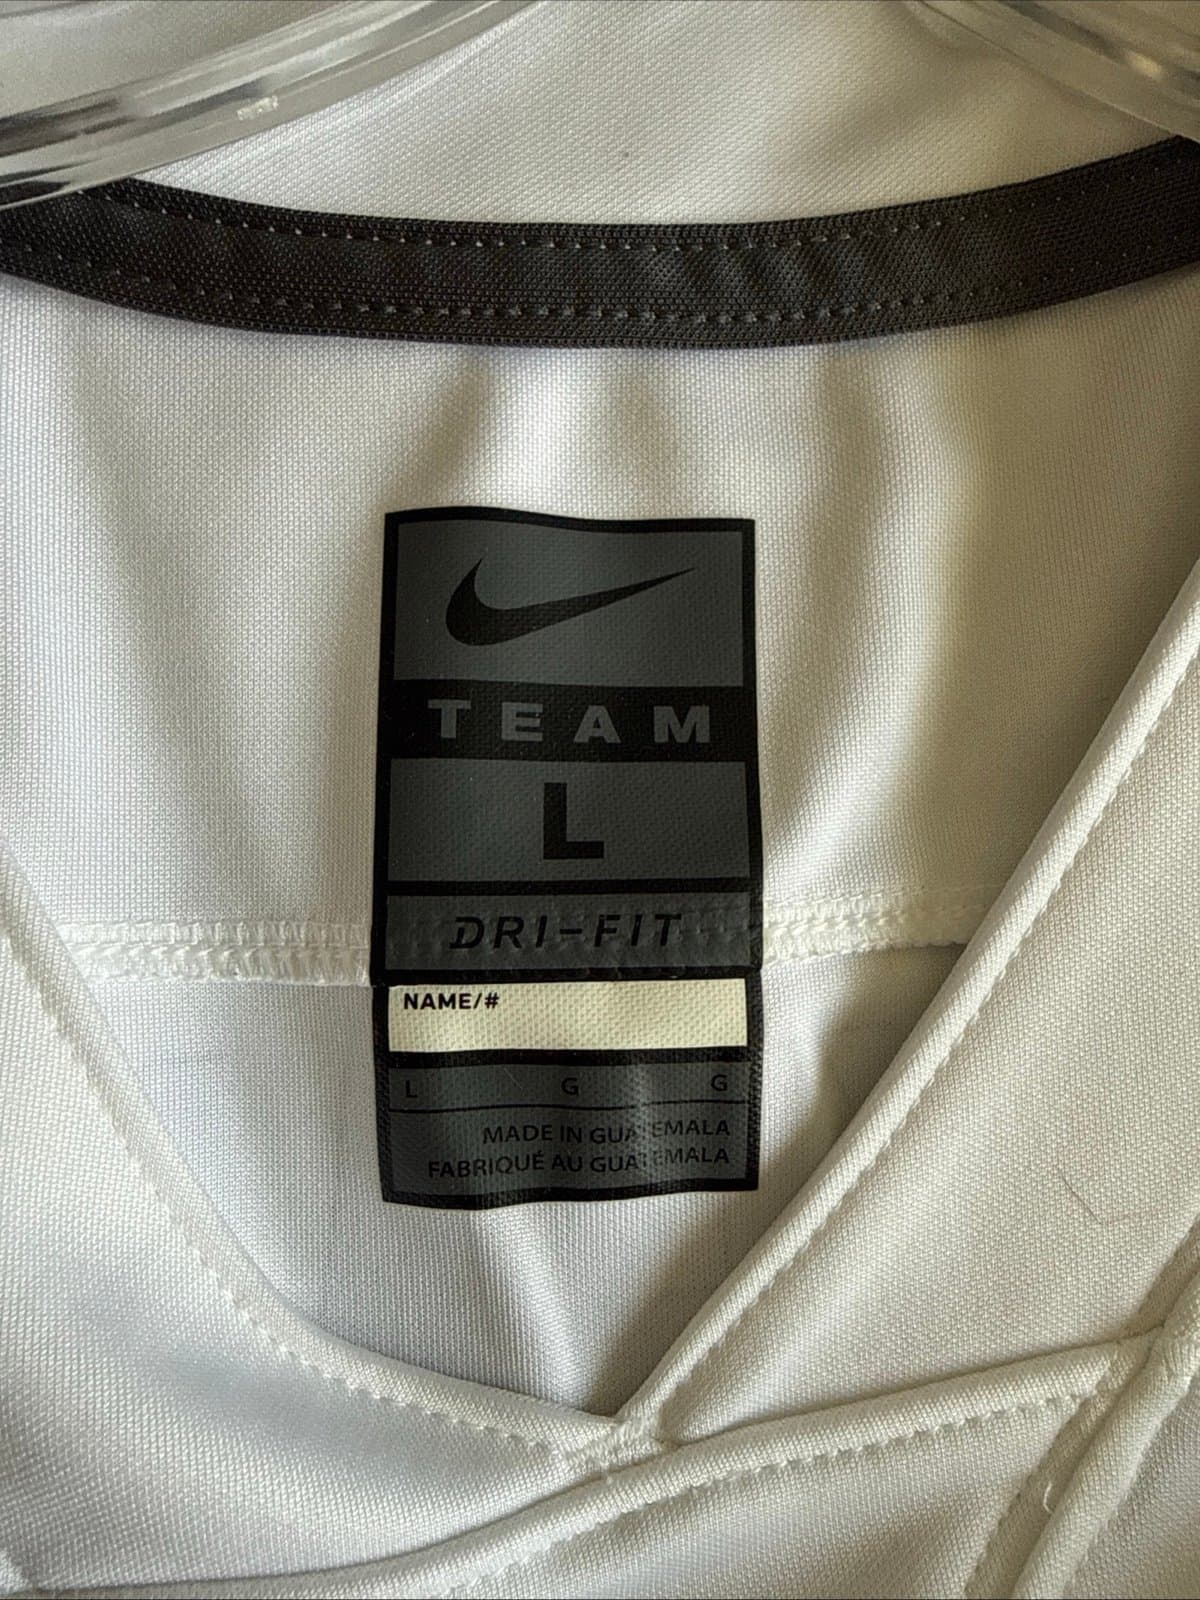 TEAM
L
DRI-FIT
NAME/#
L G G
MADE IN GUATEMALA
FABRIQUÉ AU GUATEMALA